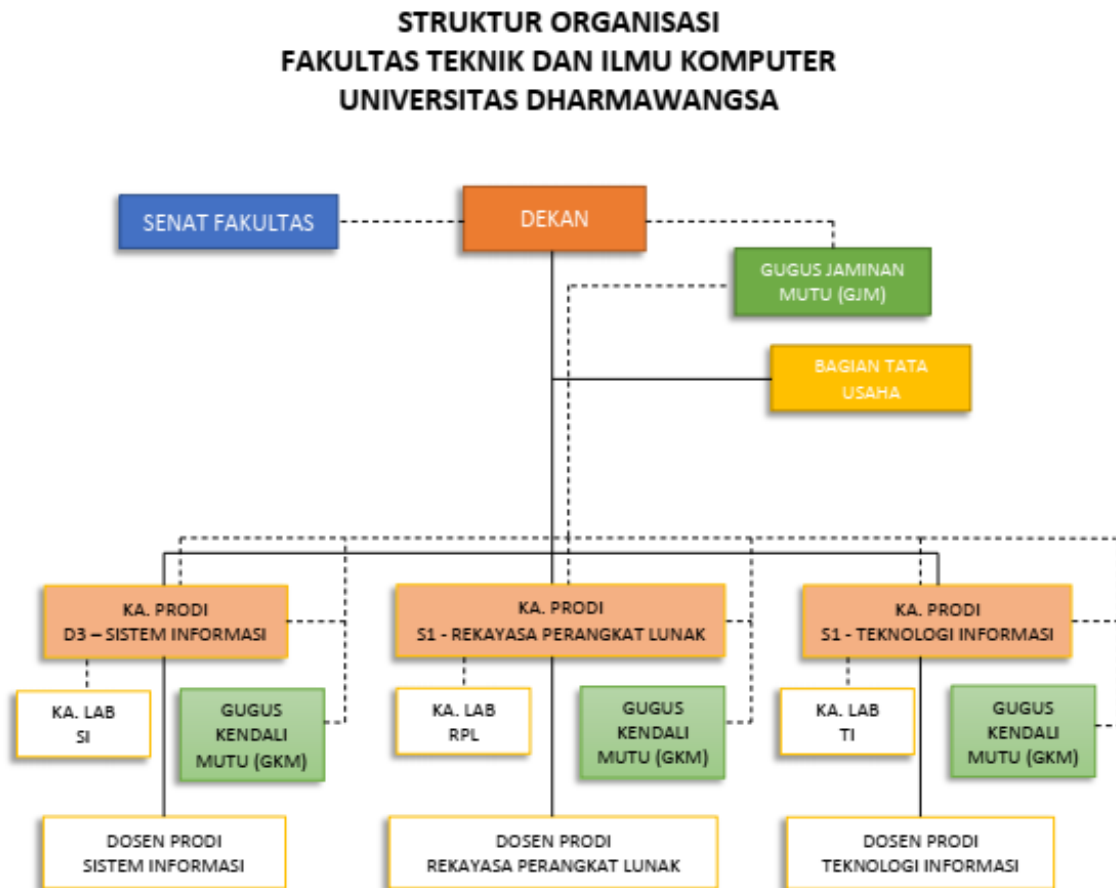 STRUKTUR ORGANISASI
FAKULTAS TEKNIK DAN ILMU KOMPUTER
UNIVERSITAS DHARMAWANGSA
SENAT FAKULTAS
DEKAN
GUGUS JAMINAN
MUTU (GJM)
BAGIAN TATA
USAHA
KA. PRODI
D3 – SISTEM INFORMASI
KA. PRODI
S1 - REKAYASA PERANGKAT LUNAK
KA. PRODI
S1 - TEKNOLOGI INFORMASI
KA. LAB
SI
GUGUS
KENDALI
MUTU (GKM)
KA. LAB
RPL
GUGUS
KENDALI
MUTU (GKM)
KA. LAB
TI
GUGUS
KENDALI
MUTU (GKM)
DOSEN PRODI
SISTEM INFORMASI
DOSEN PRODI
REKAYASA PERANGKAT LUNAK
DOSEN PRODI
TEKNOLOGI INFORMASI